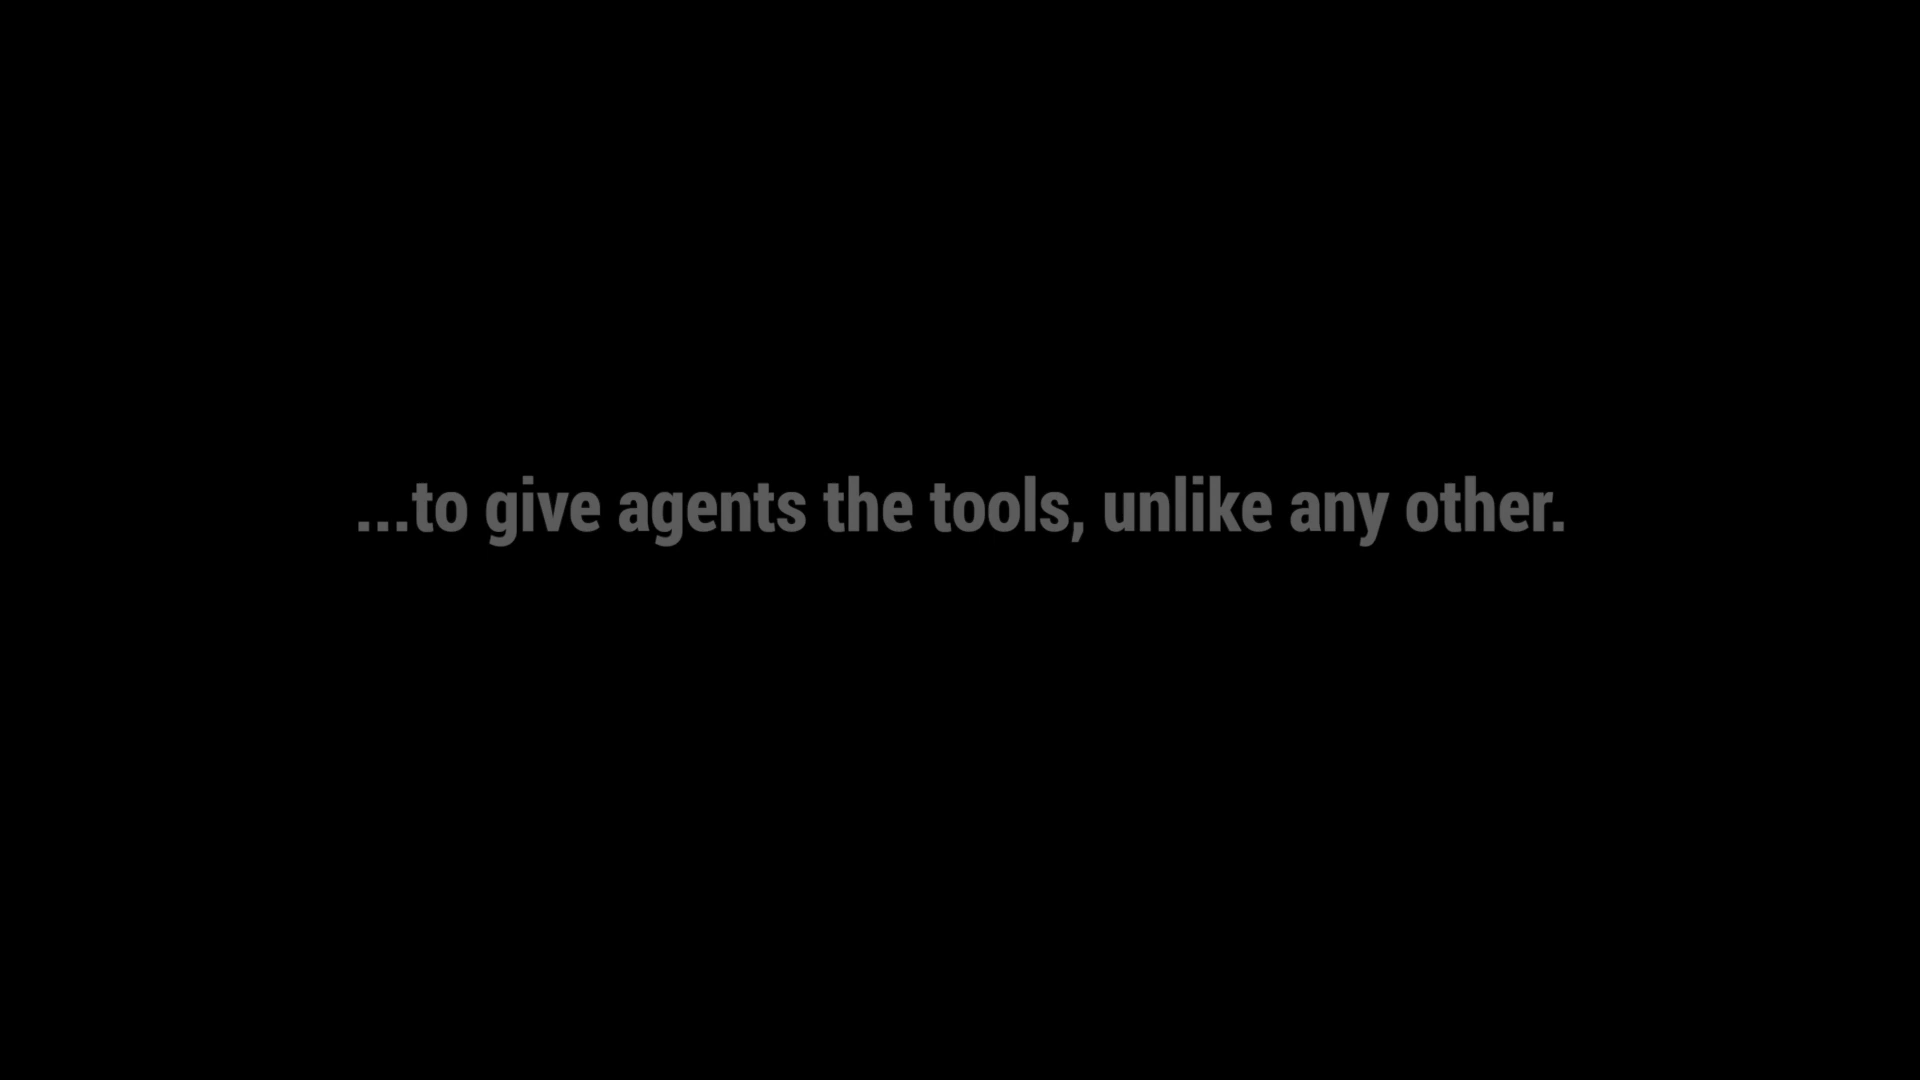 ...to give agents the tools, unlike any other.